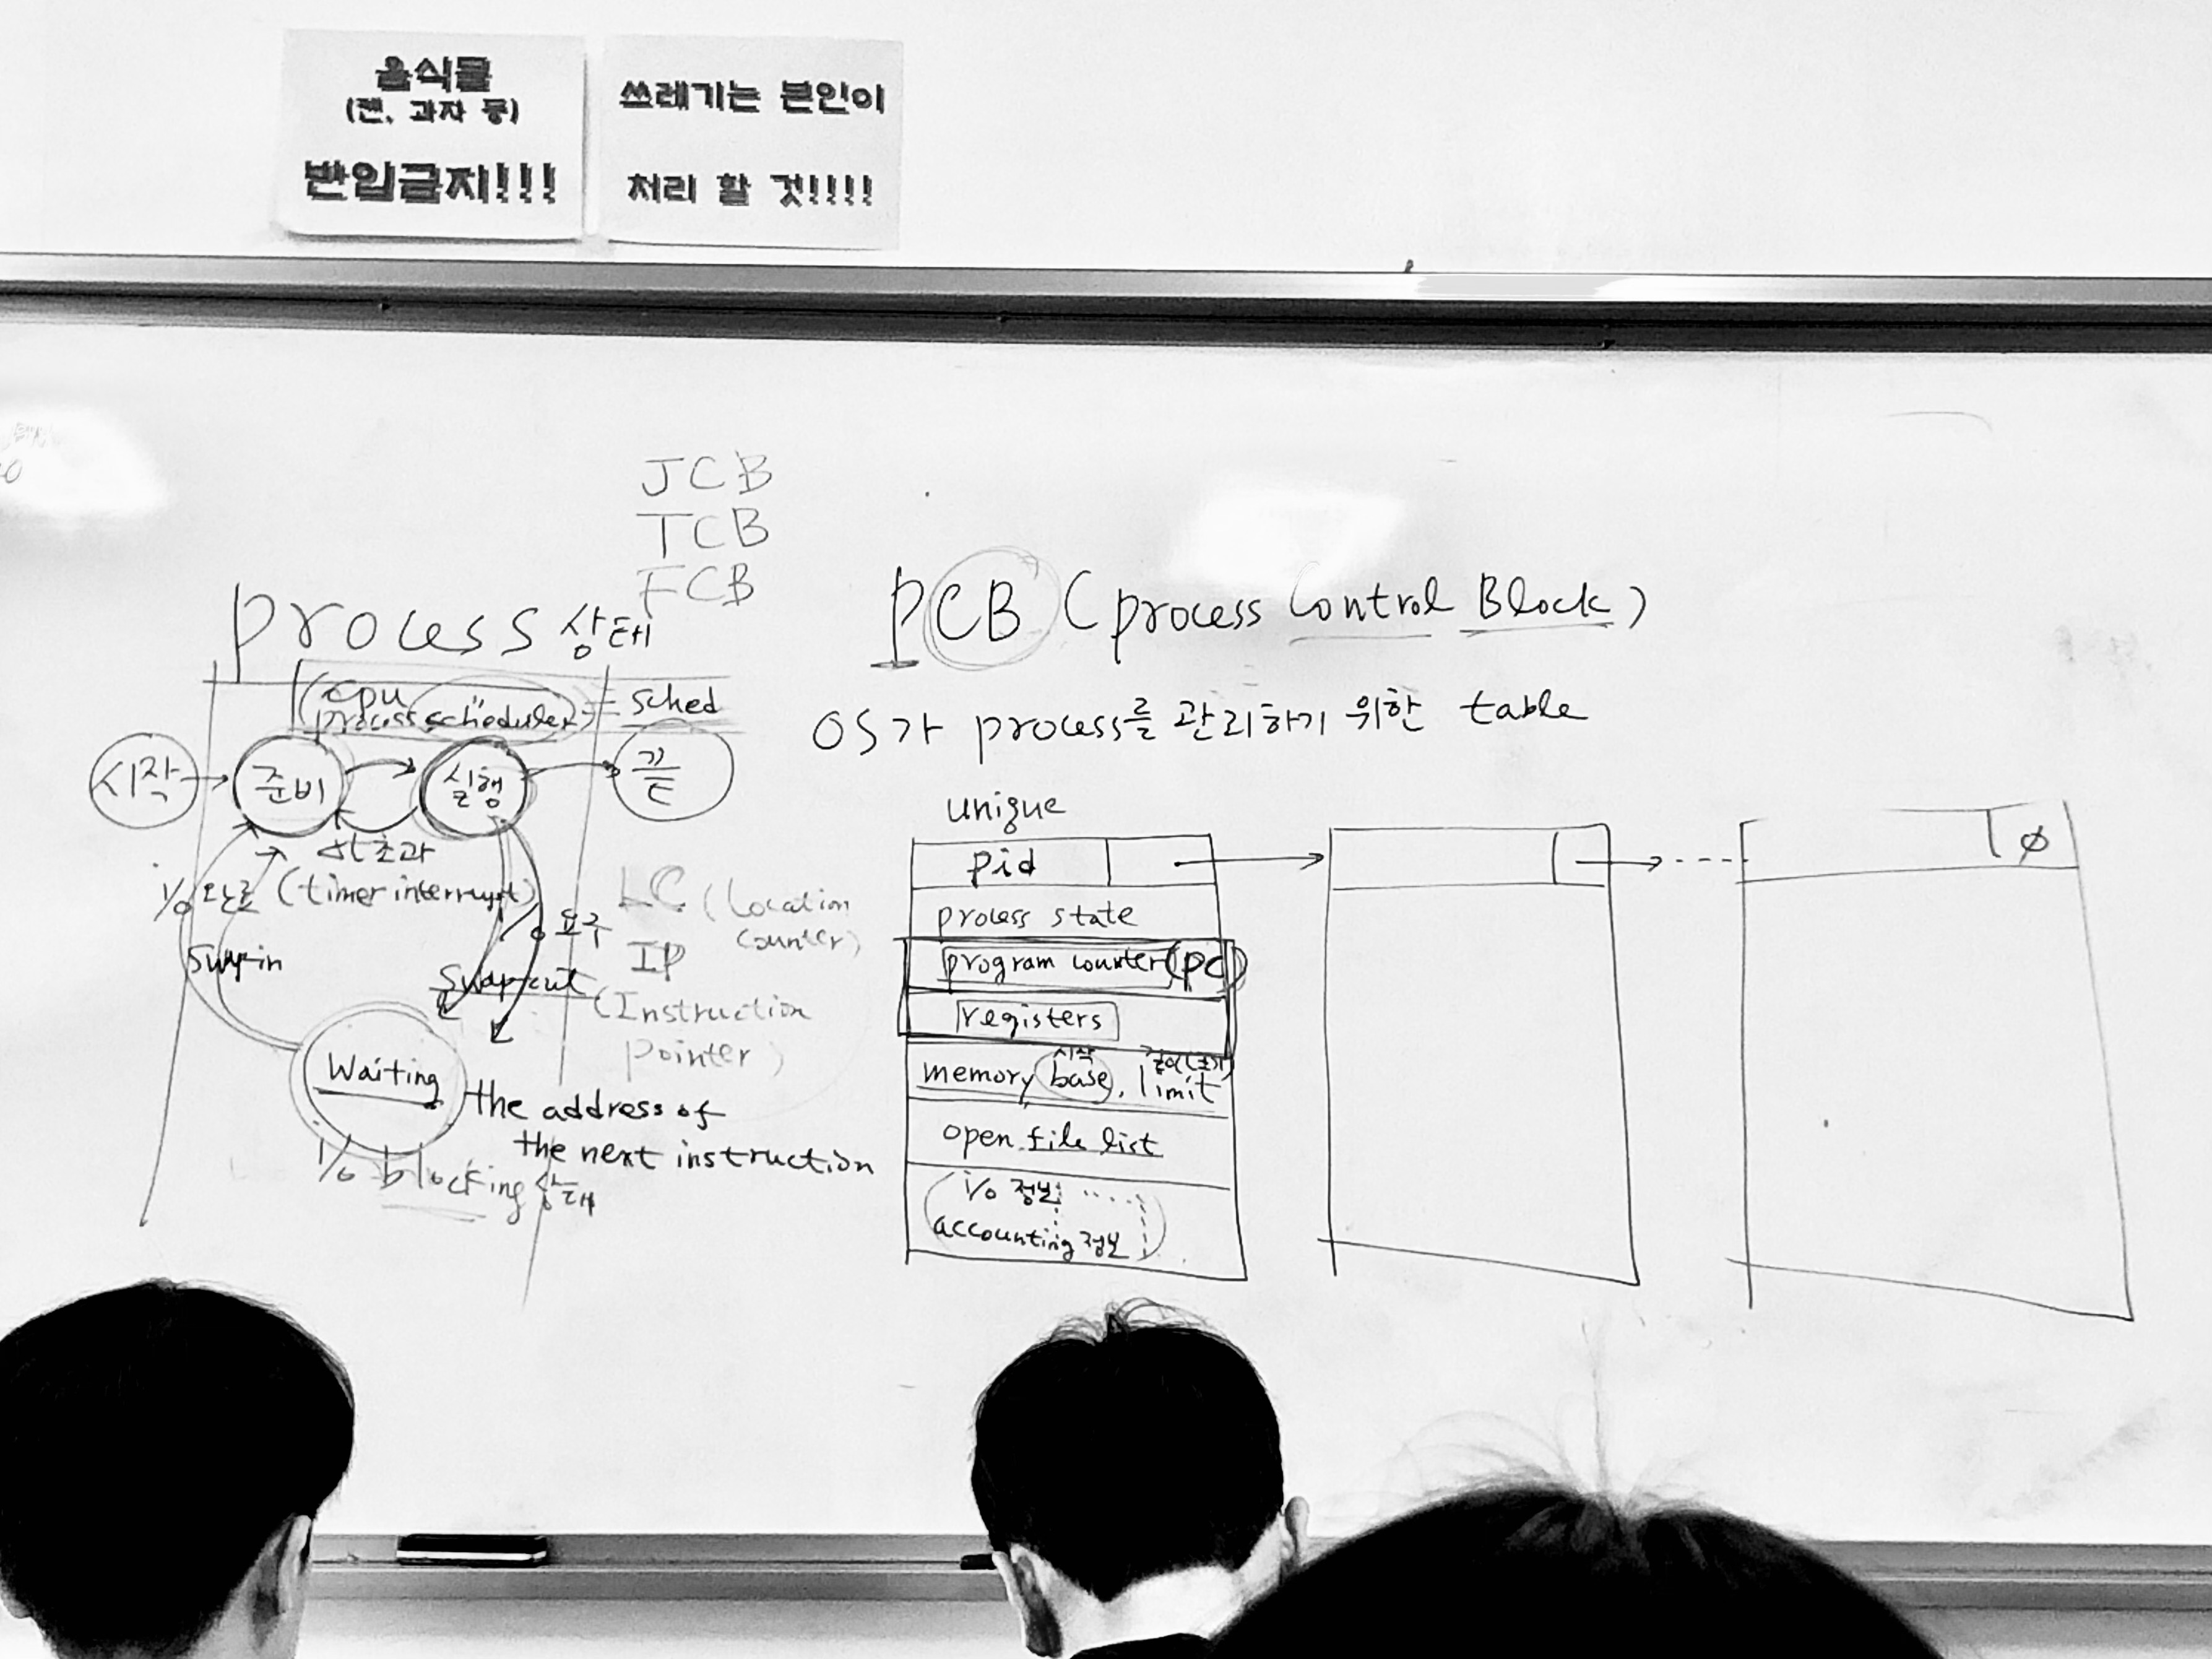 음식물
(캔, 과자 등)
반입금지!!!
쓰레기는 본인이
처리 할 것!!!!
JCB
TCB
FCB
process 상태
(cpu
process scheduler) = sched
시작
준비
실행
끝
Δt 초과
(timer interrupt)
i/o 완료
i/o 요구
swap in
swap-out
Waiting
i/o blocking 상태
LC (Location
Counter)
IP
(Instruction
Pointer)
the address of
the next instruction
PCB (process Control Block)
OS가 process를 관리하기 위한 table
unique
pid
process state
program counter (pc)
registers
시작 길이(크기)
memory base, limit
open file list
i/o 정보
accounting 정보
∅